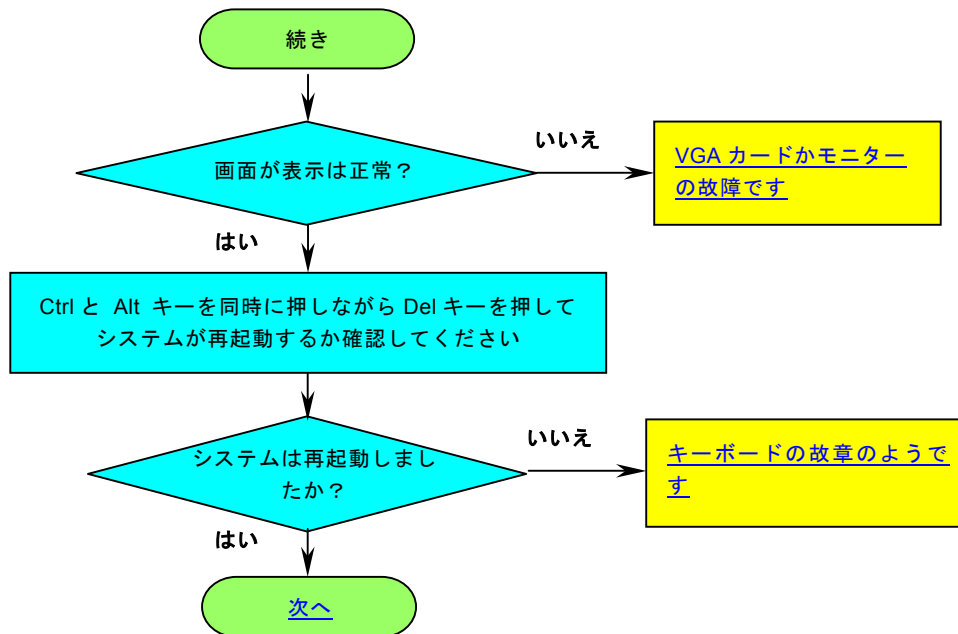 続き
画面が表示は正常？
いいえ
VGA カードかモニター
の故障です
はい
Ctrl と Alt キーを同時に押しながら Del キーを押して
システムが再起動するか確認してください
システムは再起動しまし
たか？
いいえ
キーボードの故章のようで
す
はい
次へ